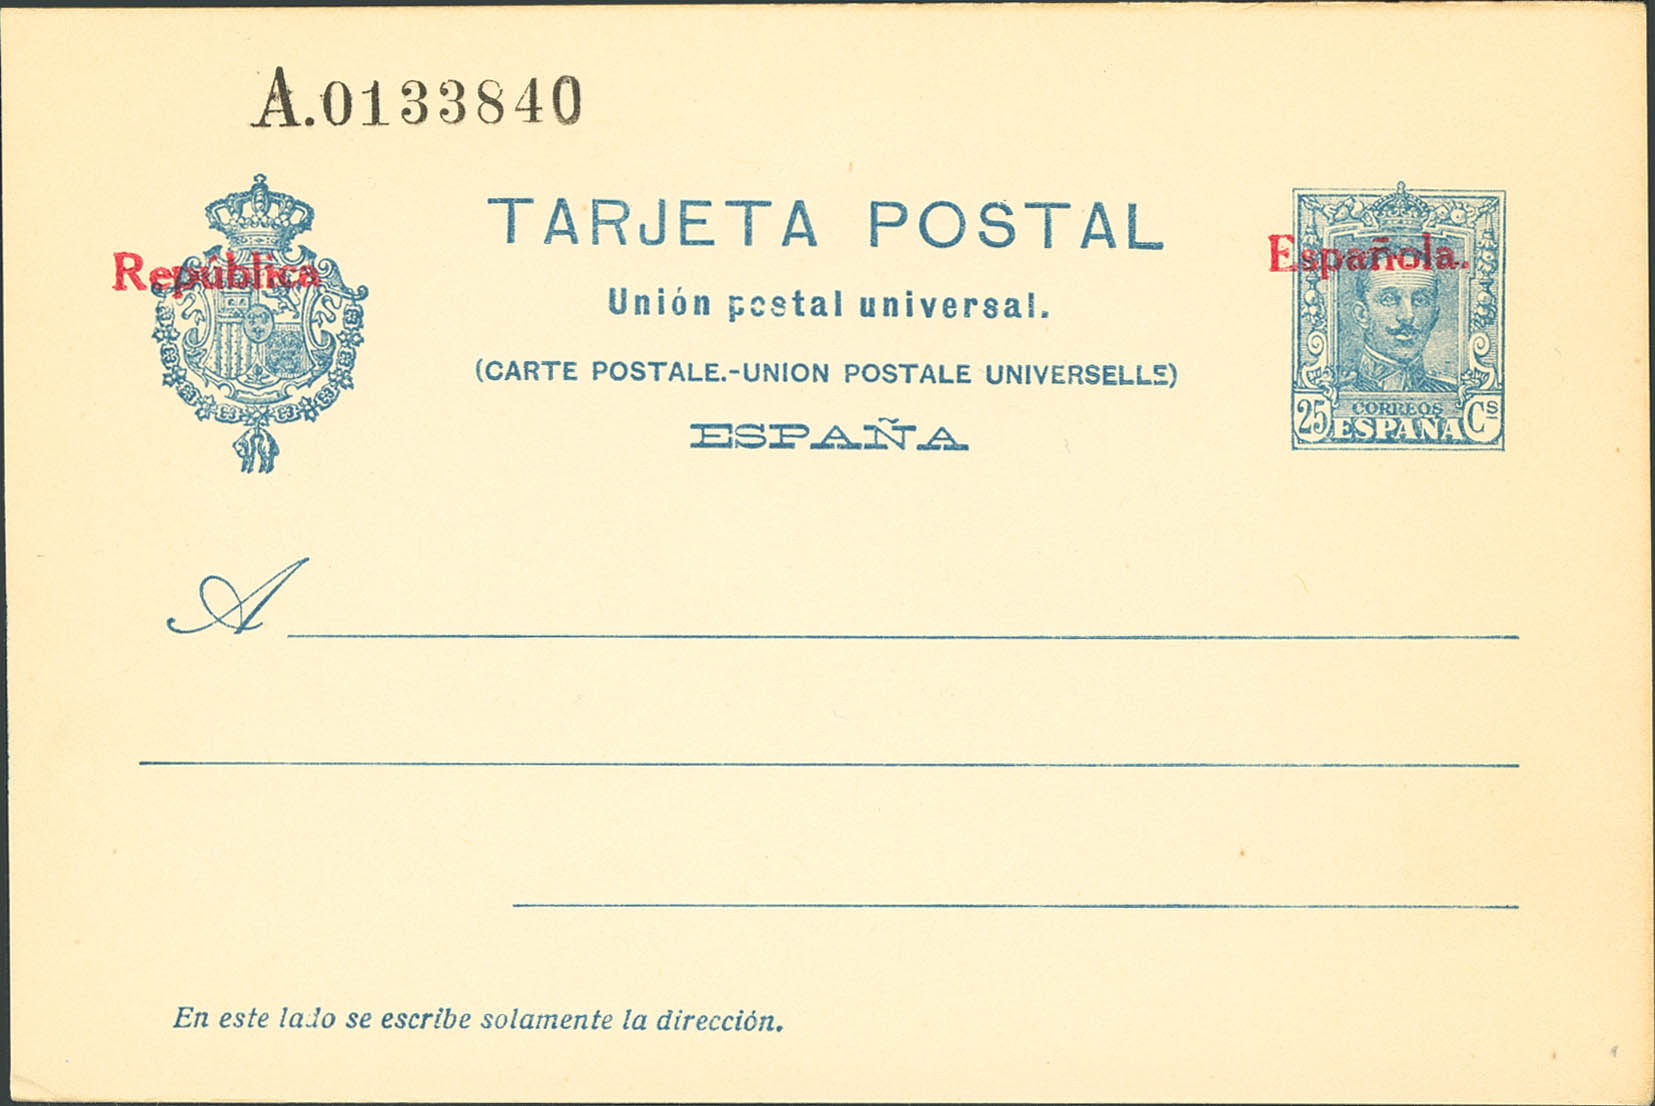 A.0133840
TARJETA POSTAL
República
Española.
Unión postal universal.
(CARTE POSTALE.-UNION POSTALE UNIVERSELLE)
ESPAÑA
CORREOS
25 ESPAÑA Cs
A
En este lado se escribe solamente la dirección.